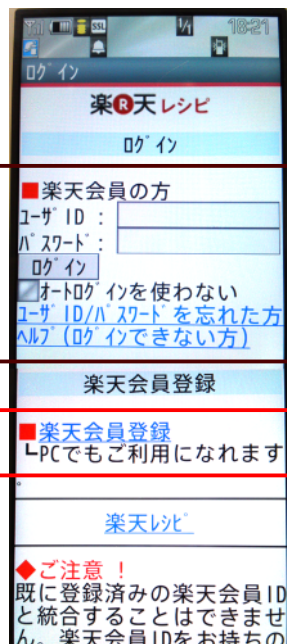 SSL 1/1 18:21
ﾛｸﾞｲﾝ
楽R天レシピ
ﾛｸﾞｲﾝ
■楽天会員の方
ﾕｰｻﾞID：
ﾊﾟｽﾜｰﾄﾞ：
ﾛｸﾞｲﾝ
ｵｰﾄﾛｸﾞｲﾝを使わない
ﾕｰｻﾞID/ﾊﾟｽﾜｰﾄﾞを忘れた方
ﾍﾙﾌﾟ(ﾛｸﾞｲﾝできない方)
楽天会員登録
■楽天会員登録
┗PCでもご利用になれます
。
楽天ﾚｼﾋﾟ
◆ご注意！
既に登録済みの楽天会員ID
と統合することはできませ
ん。楽天会員IDをお持ちの